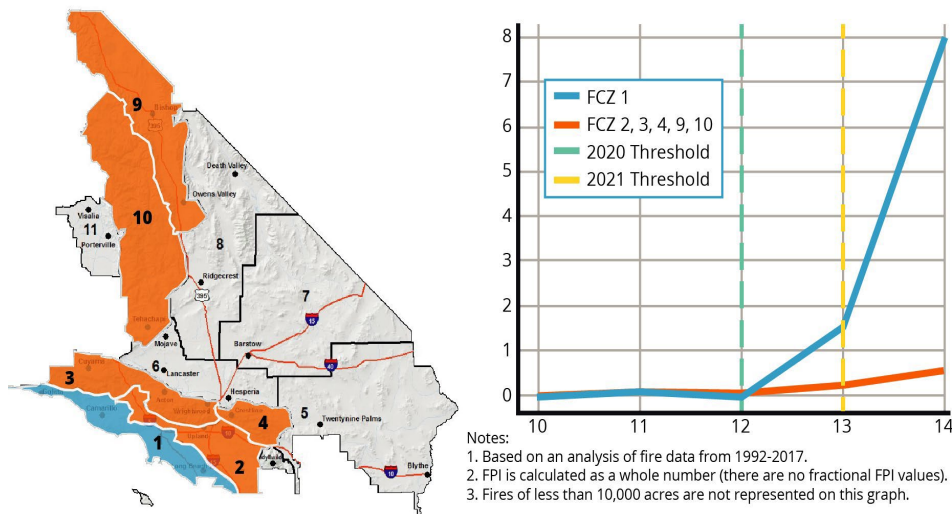 9
Bishop
395
Death Valley
Owens Valley
10
Visalia
11
Porterville
8
Ridgecrest
395
7
15
Tehachapi
Mojave
Barstow
40
6
Lancaster
3
Hesperia
5
Twentynine Palms
4
1
2
10
Blythe
8
7
6
5
4
3
2
1
0
FCZ 1
FCZ 2, 3, 4, 9, 10
2020 Threshold
2021 Threshold
10 11 12 13 14
Notes:
1. Based on an analysis of fire data from 1992-2017.
2. FPI is calculated as a whole number (there are no fractional FPI values).
3. Fires of less than 10,000 acres are not represented on this graph.